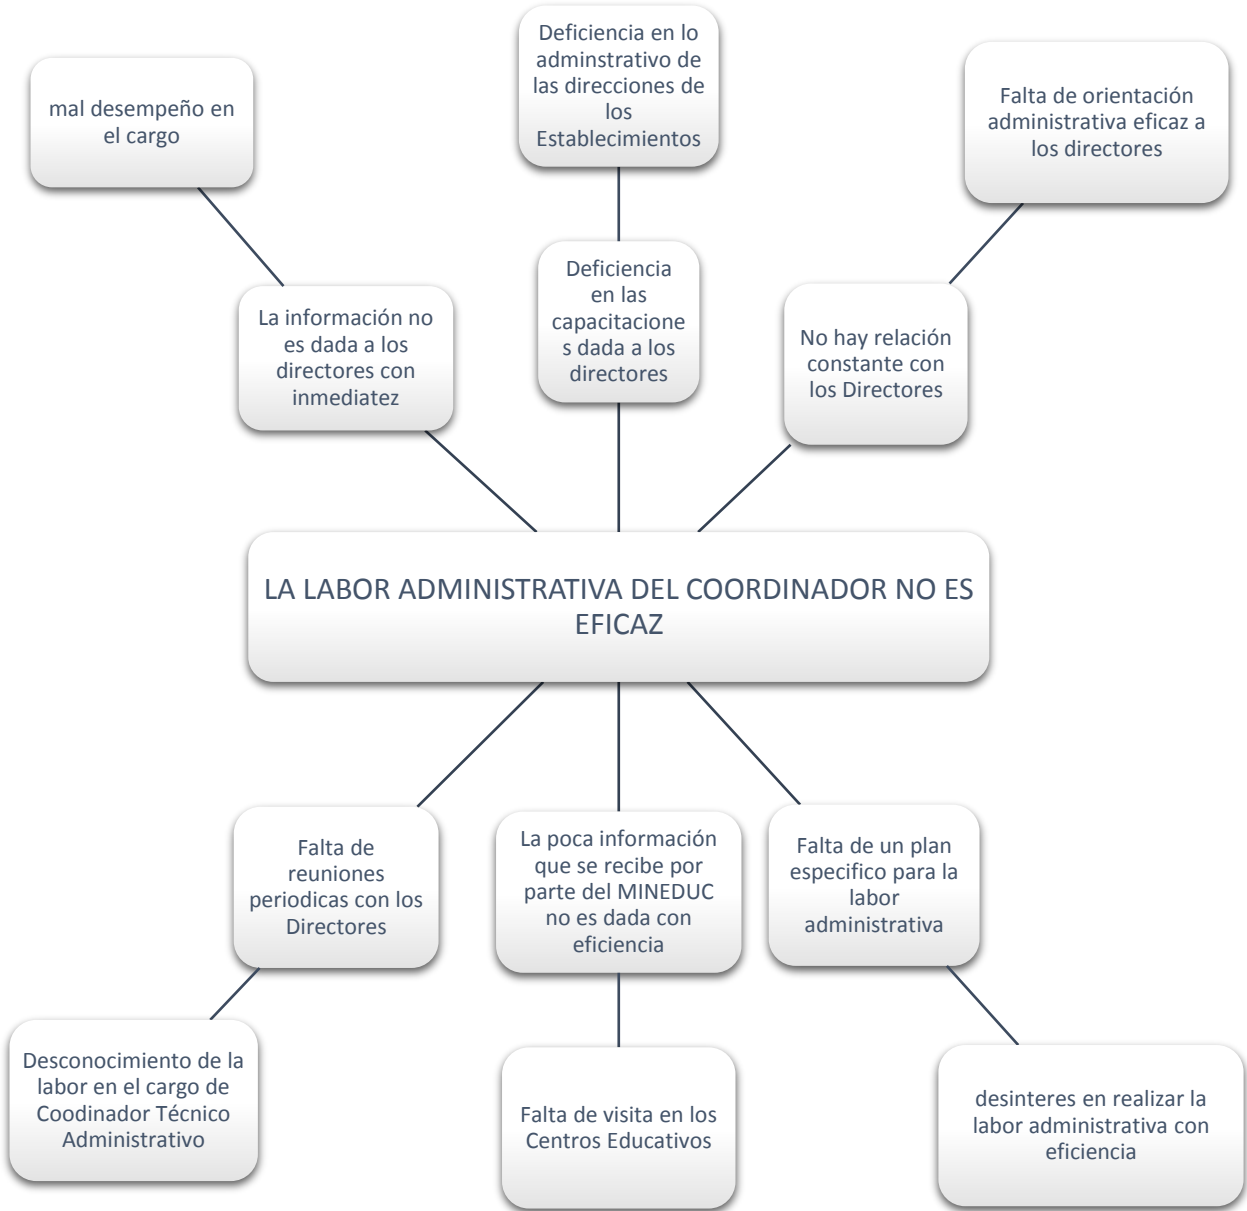 Deficiencia en lo
adminstrativo de
las direcciones de
los
Establecimientos
mal desempeño en
el cargo
Falta de orientación
administrativa eficaz a
los directores
Deficiencia
en las
capacitacione
s dada a los
directores
La información no
es dada a los
directores con
inmediatez
No hay relación
constante con
los Directores
LA LABOR ADMINISTRATIVA DEL COORDINADOR NO ES
EFICAZ
Falta de
reuniones
periodicas con los
Directores
La poca información
que se recibe por
parte del MINEDUC
no es dada con
eficiencia
Falta de un plan
especifico para la
labor
administrativa
Desconocimiento de la
labor en el cargo de
Coodinador Técnico
Administrativo
Falta de visita en los
Centros Educativos
desinteres en realizar la
labor administrativa con
eficiencia